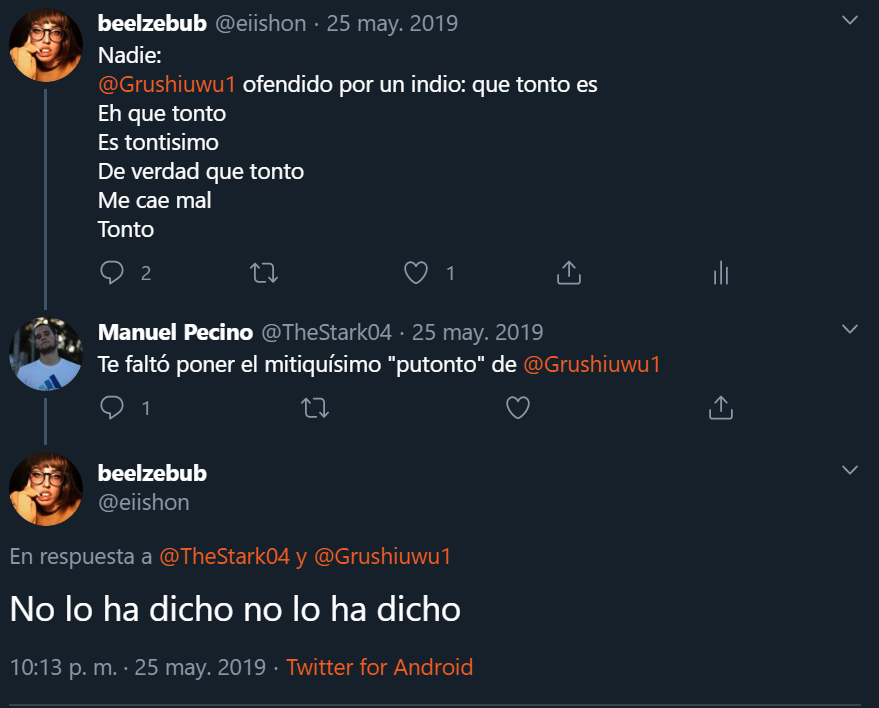 beelzebub @eiishon · 25 may. 2019
Nadie:
@Grushiuwu1 ofendido por un indio: que tonto es
Eh que tonto
Es tontisimo
De verdad que tonto
Me cae mal
Tonto
2 1
Manuel Pecino @TheStark04 · 25 may. 2019
Te faltó poner el mitiquísimo "putonto" de @Grushiuwu1
1
beelzebub
@eiishon
En respuesta a @TheStark04 y @Grushiuwu1
No lo ha dicho no lo ha dicho
10:13 p. m. · 25 may. 2019 · Twitter for Android